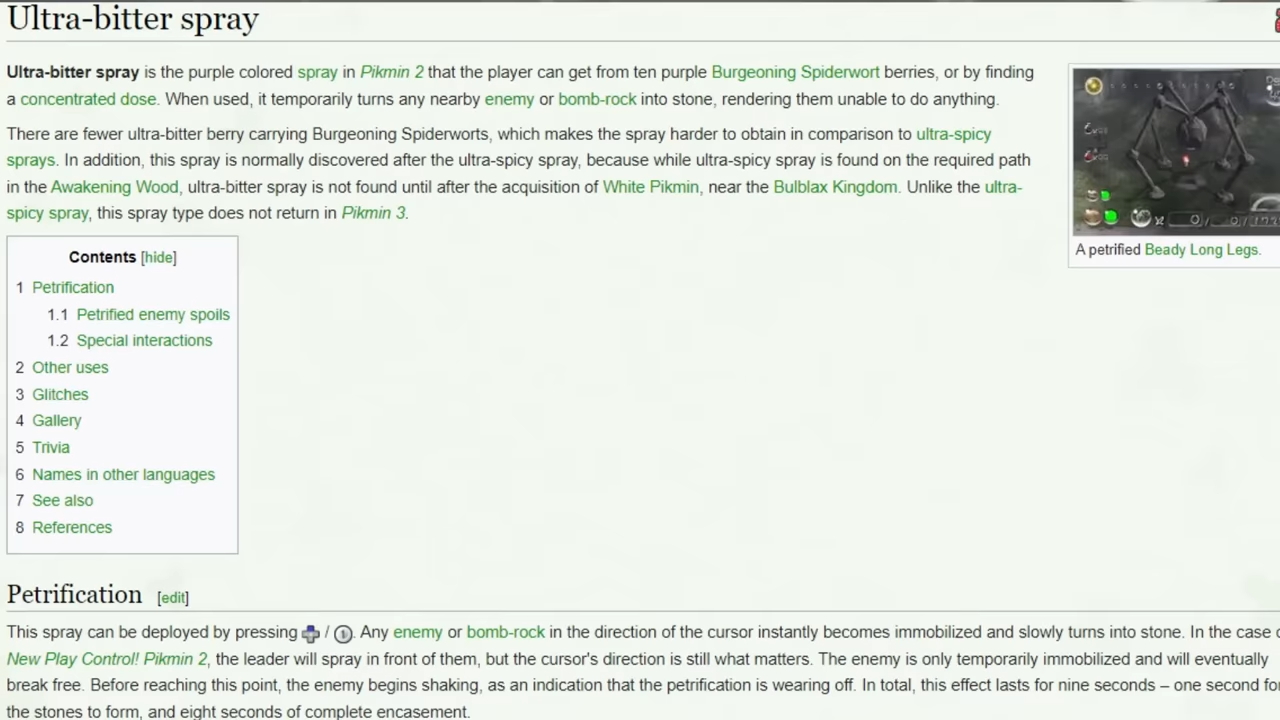 Ultra-bitter spray
Ultra-bitter spray is the purple colored spray in Pikmin 2 that the player can get from ten purple Burgeoning Spiderwort berries, or by finding
a concentrated dose. When used, it temporarily turns any nearby enemy or bomb-rock into stone, rendering them unable to do anything.
There are fewer ultra-bitter berry carrying Burgeoning Spiderworts, which makes the spray harder to obtain in comparison to ultra-spicy
sprays. In addition, this spray is normally discovered after the ultra-spicy spray, because while ultra-spicy spray is found on the required path
in the Awakening Wood, ultra-bitter spray is not found until after the acquisition of White Pikmin, near the Bulblax Kingdom. Unlike the ultra-
spicy spray, this spray type does not return in Pikmin 3.
A petrified Beady Long Legs.
Contents [hide]
1 Petrification
1.1 Petrified enemy spoils
1.2 Special interactions
2 Other uses
3 Glitches
4 Gallery
5 Trivia
6 Names in other languages
7 See also
8 References
Petrification [edit]
This spray can be deployed by pressing / . Any enemy or bomb-rock in the direction of the cursor instantly becomes immobilized and slowly turns into stone. In the case
New Play Control! Pikmin 2, the leader will spray in front of them, but the cursor's direction is still what matters. The enemy is only temporarily immobilized and will eventually
break free. Before reaching this point, the enemy begins shaking, as an indication that the petrification is wearing off. In total, this effect lasts for nine seconds – one second for
the stones to form, and eight seconds of complete encasement.